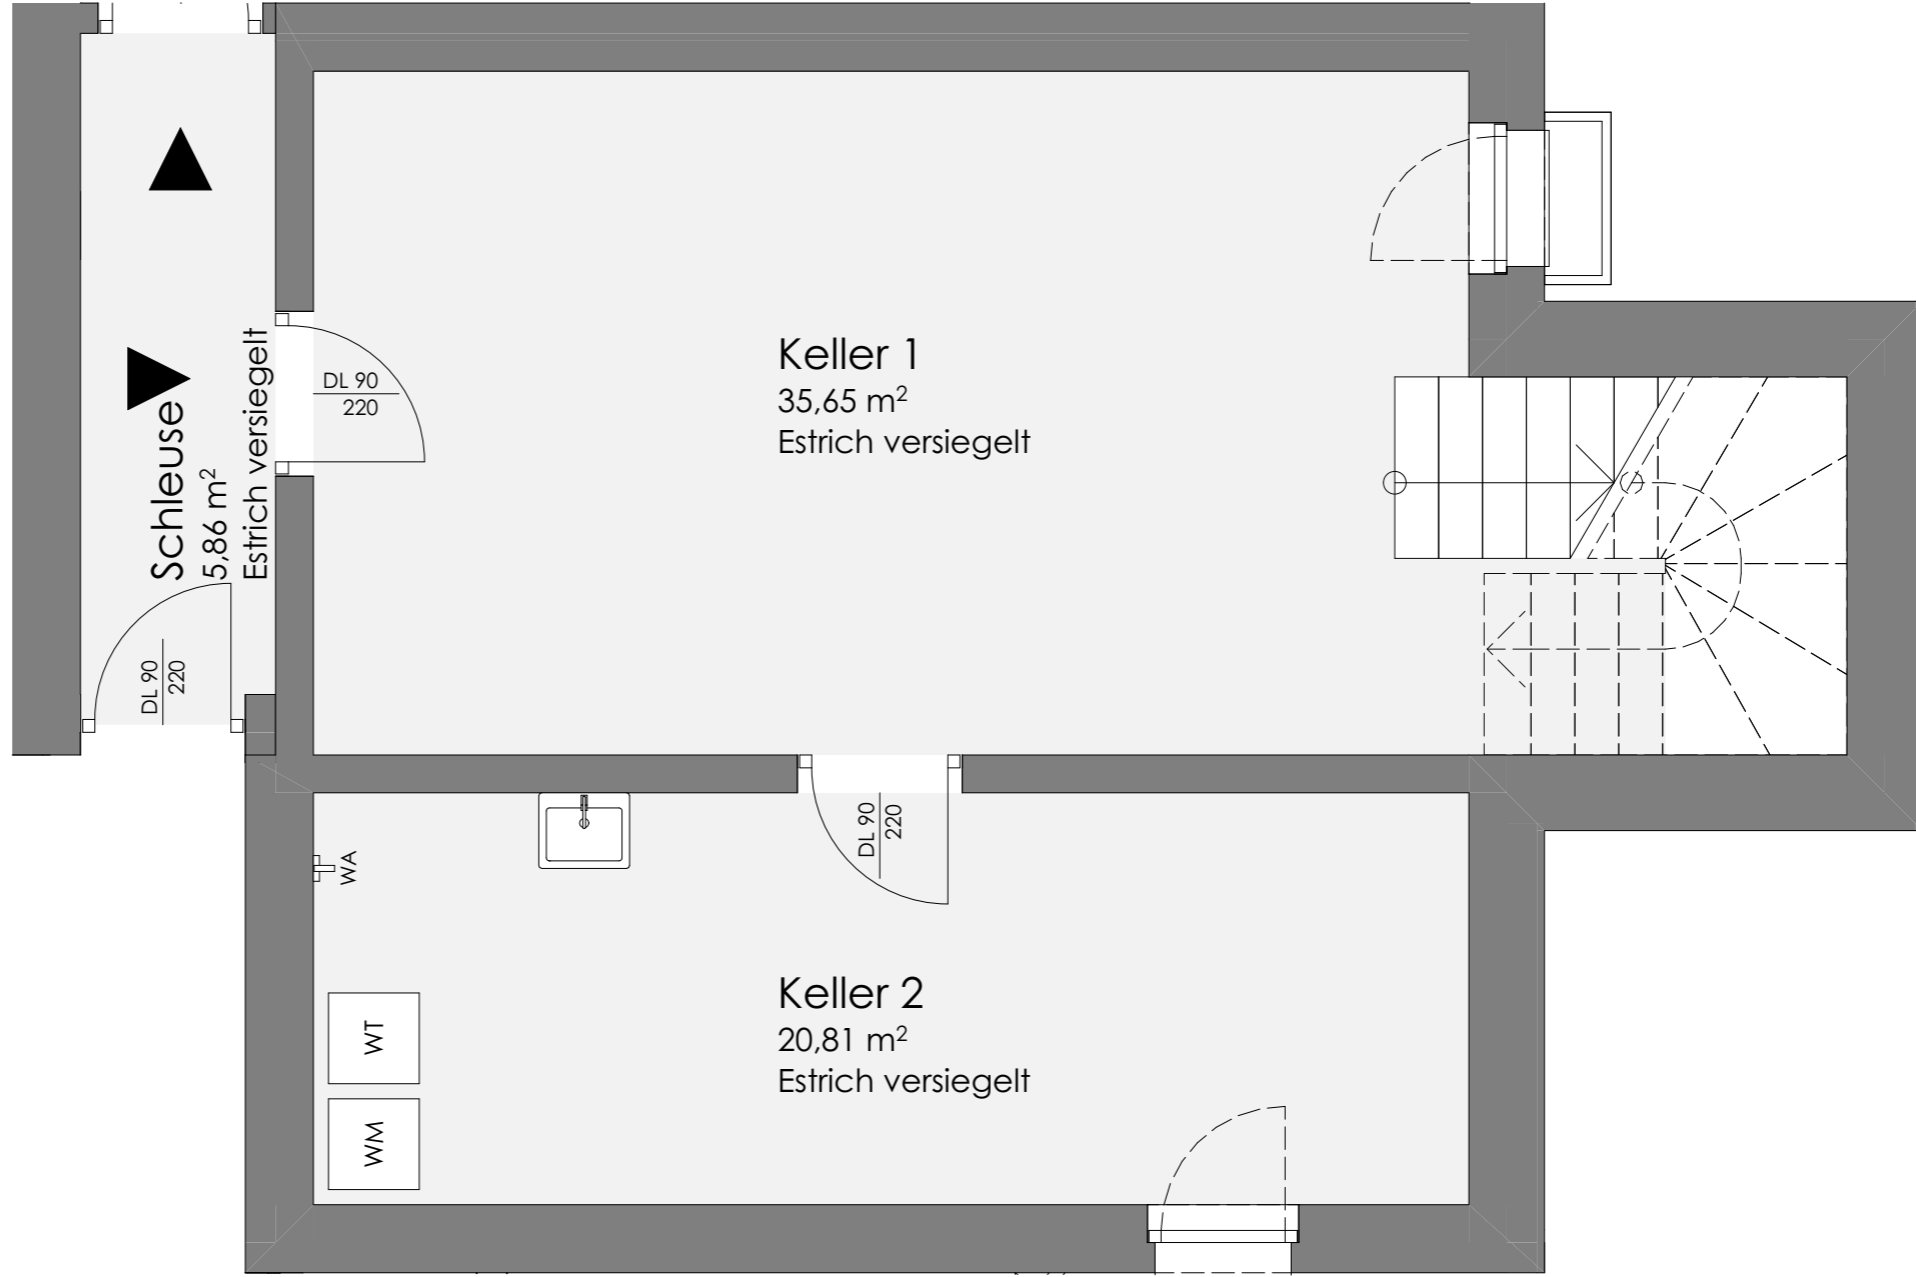 Schleuse
5,86 m²
Estrich versiegelt
DL 90
220
Keller 1
35,65 m²
Estrich versiegelt
DL 90
220
DL 90
220
WA
Keller 2
20,81 m²
Estrich versiegelt
WT
WM